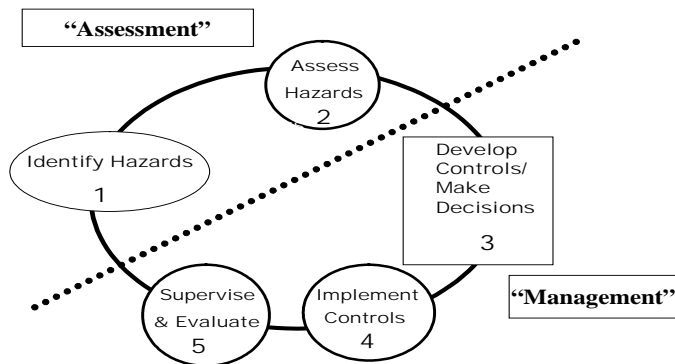 “Assessment”
Assess
Hazards
2
Identify Hazards
1
Develop
Controls/
Make
Decisions
3
“Management”
Implement
Controls
4
Supervise
& Evaluate
5